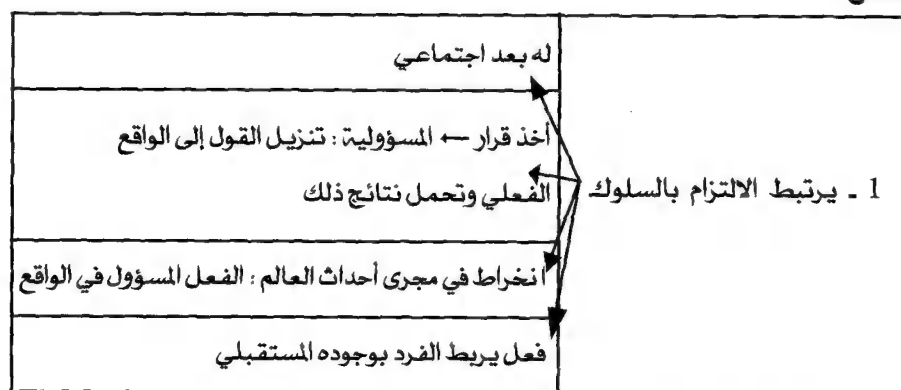 1 ـ يرتبط الالتزام بالسلوك
له بعد اجتماعي
أخذ قرار ← المسؤولية : تنزيل القول إلى الواقع
الفعلي وتحمل نتائج ذلك
انخراط في مجرى أحداث العالم : الفعل المسؤول في الواقع
فعل يربط الفرد بوجوده المستقبلي